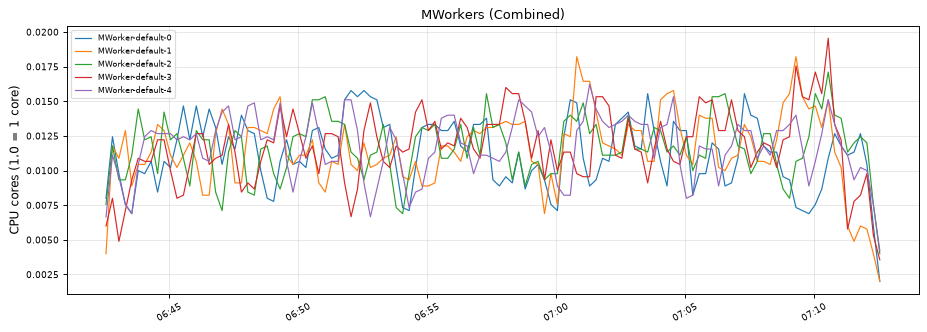 MWorkers (Combined)
CPU cores (1.0 = 1 core)
0.0200
0.0175
0.0150
0.0125
0.0100
0.0075
0.0050
0.0025
MWorker-default-0
MWorker-default-1
MWorker-default-2
MWorker-default-3
MWorker-default-4
06:45
06:50
06:55
07:00
07:05
07:10